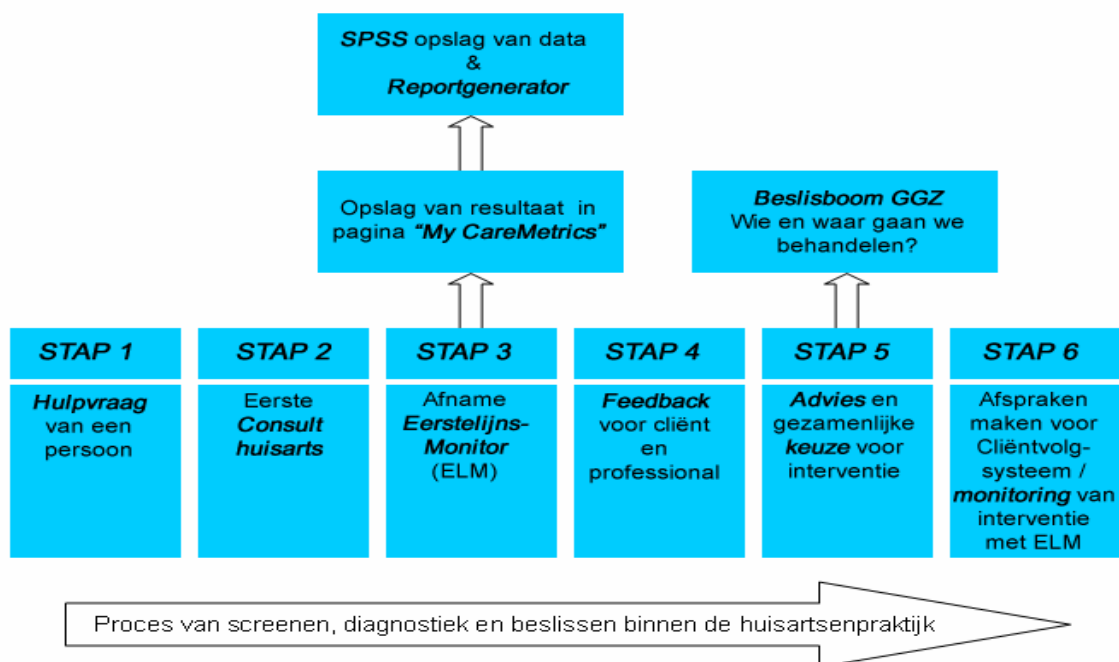 SPSS opslag van data
&
Reportgenerator
Opslag van resultaat in
pagina "My CareMetrics"
Beslisboom GGZ
Wie en waar gaan we
behandelen?
STAP 1
Hulpvraag
van een
persoon
STAP 2
Eerste
Consult
huisarts
STAP 3
Afname
Eerstelijns-
Monitor
(ELM)
STAP 4
Feedback
voor cliënt
en
professional
STAP 5
Advies en
gezamenlijke
keuze voor
interventie
STAP 6
Afspraken
maken voor
Cliëntvolg-
systeem /
monitoring van
interventie
met ELM
Proces van screenen, diagnostiek en beslissen binnen de huisartsenpraktijk